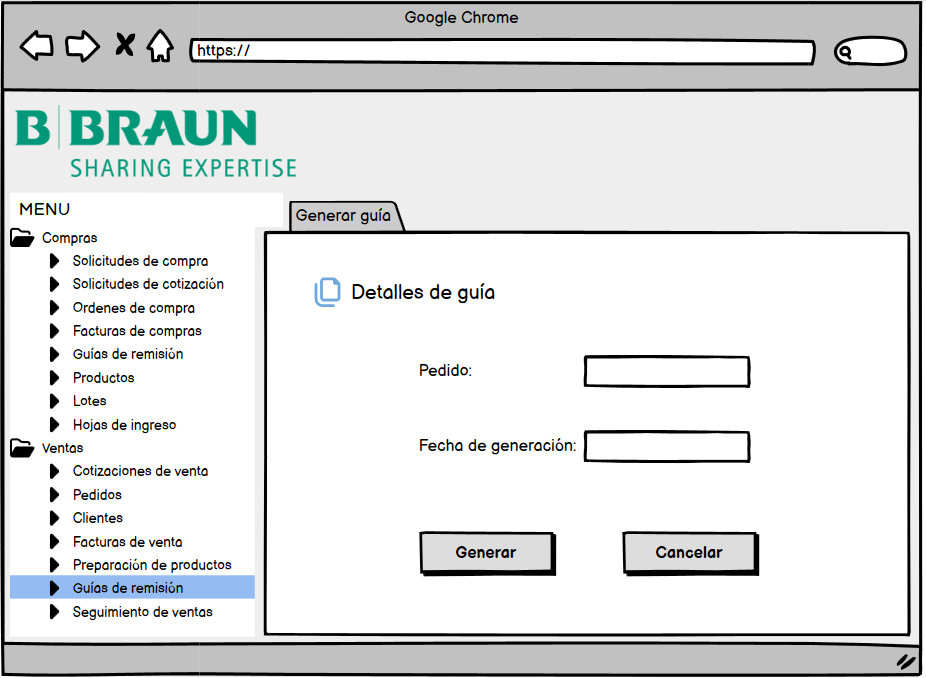 Google Chrome
https://
B BRAUN
SHARING EXPERTISE
MENU
Compras
Solicitudes de compra
Solicitudes de cotización
Ordenes de compra
Facturas de compras
Guías de remisión
Productos
Lotes
Hojas de ingreso
Ventas
Cotizaciones de venta
Pedidos
Clientes
Facturas de venta
Preparación de productos
Guías de remisión
Seguimiento de ventas
Generar guía
Detalles de guía
Pedido:
Fecha de generación:
Generar Cancelar